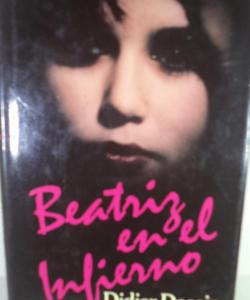 Beatriz
en el
Infierno
Didier